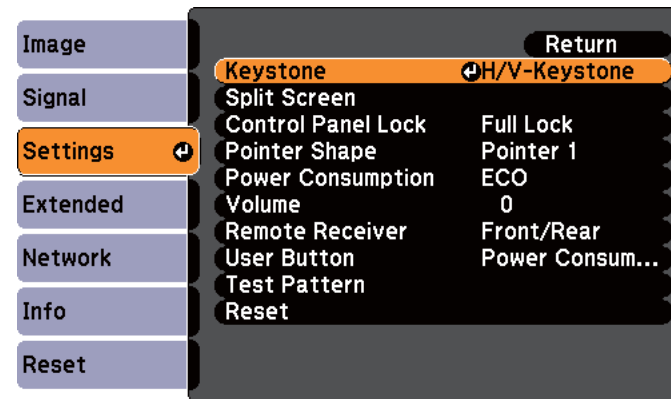 Image
Signal
Settings
Extended
Network
Info
Reset
Return
Keystone H/V-Keystone
Split Screen
Control Panel Lock Full Lock
Pointer Shape Pointer 1
Power Consumption ECO
Volume 0
Remote Receiver Front/Rear
User Button Power Consum...
Test Pattern
Reset